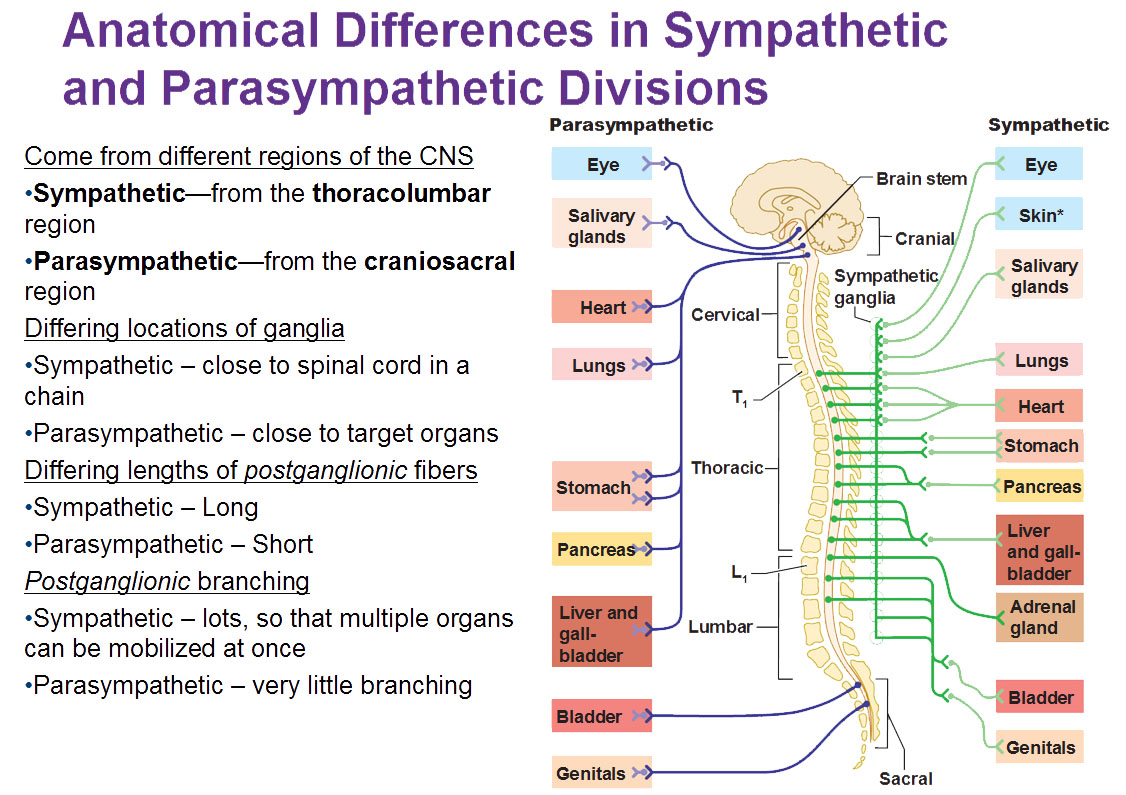 Anatomical Differences in Sympathetic
and Parasympathetic Divisions
Come from different regions of the CNS
•Sympathetic—from the thoracolumbar
region
•Parasympathetic—from the craniosacral
region
Differing locations of ganglia
•Sympathetic – close to spinal cord in a
chain
•Parasympathetic – close to target organs
Differing lengths of postganglionic fibers
•Sympathetic – Long
•Parasympathetic – Short
Postganglionic branching
•Sympathetic – lots, so that multiple organs
can be mobilized at once
•Parasympathetic – very little branching
Parasympathetic
Eye
Salivary
glands
Heart
Lungs
Stomach
Pancreas
Liver and
gall-
bladder
Bladder
Genitals
Brain stem
Cranial
Sympathetic
ganglia
Cervical
T1
Thoracic
L1
Lumbar
Sacral
Sympathetic
Eye
Skin*
Salivary
glands
Lungs
Heart
Stomach
Pancreas
Liver
and gall-
bladder
Adrenal
gland
Bladder
Genitals